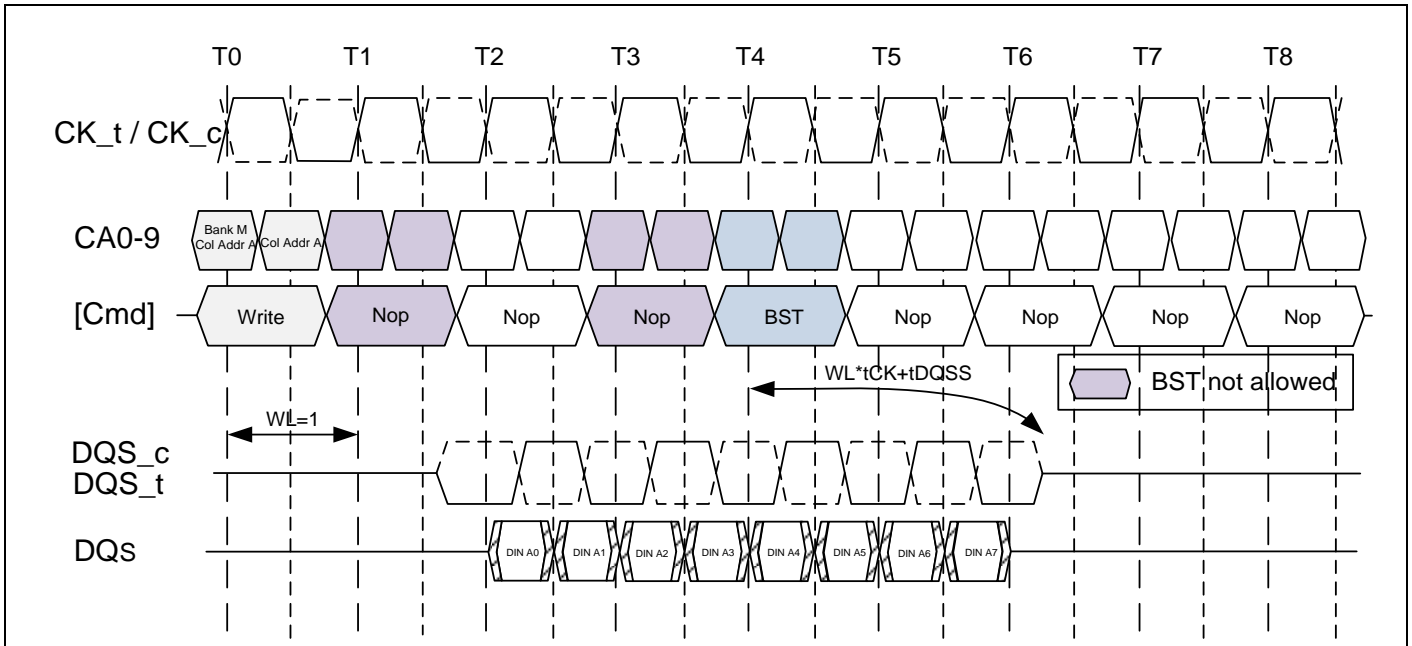 T0 T1 T2 T3 T4 T5 T6 T7 T8
CK_t / CK_c
CA0-9
Bank M
Col Addr A
Col Addr A
[Cmd]
Write Nop Nop Nop BST Nop Nop Nop Nop
WL*tCK+tDQSS
BST not allowed
WL=1
DQS_c
DQS_t
DQs
DIN A0 DIN A1 DIN A2 DIN A3 DIN A4 DIN A5 DIN A6 DIN A7